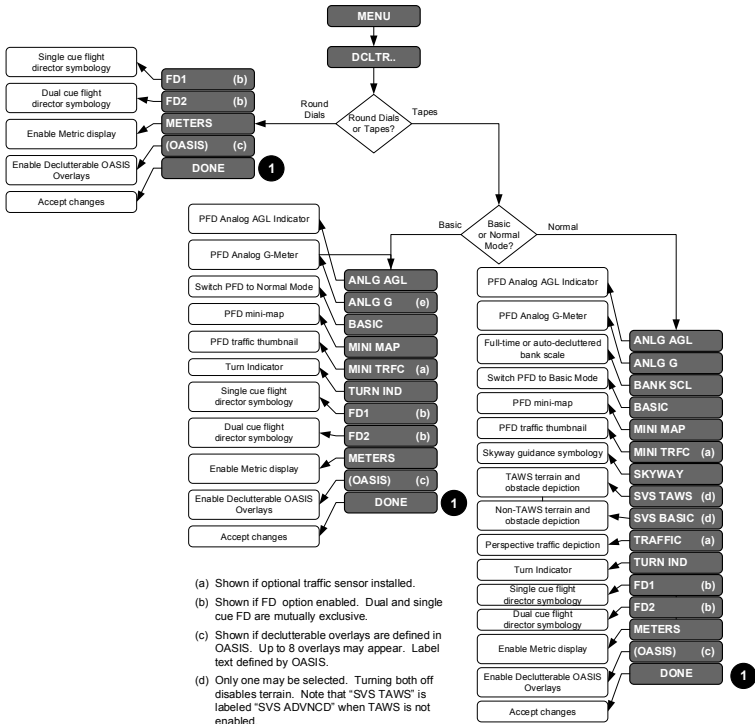 MENU
DCLTR..
Round Dials
or Tapes?
Round
Dials
Tapes
Single cue flight
director symbology
Dual cue flight
director symbology
Enable Metric display
Enable Declutterable OASIS
Overlays
Accept changes
FD1 (b)
FD2 (b)
METERS
(OASIS) (c)
DONE 1
Basic
Basic
or Normal
Mode?
Normal
PFD Analog AGL Indicator
PFD Analog G-Meter
Switch PFD to Normal Mode
PFD mini-map
PFD traffic thumbnail
Turn Indicator
Single cue flight
director symbology
Dual cue flight
director symbology
Enable Metric display
Enable Declutterable OASIS
Overlays
Accept changes
ANLG AGL
ANLG G (e)
BASIC
MINI MAP
MINI TRFC (a)
TURN IND
FD1 (b)
FD2 (b)
METERS
(OASIS) (c)
DONE 1
PFD Analog AGL Indicator
PFD Analog G-Meter
Full-time or auto-decluttered
bank scale
Switch PFD to Basic Mode
PFD mini-map
PFD traffic thumbnail
Skyway guidance symbology
TAWS terrain and
obstacle depiction
Non-TAWS terrain and
obstacle depiction
Perspective traffic depiction
Turn Indicator
Single cue flight
director symbology
Dual cue flight
director symbology
Enable Metric display
Enable Declutterable OASIS
Overlays
Accept changes
ANLG AGL
ANLG G
BANK SCL
BASIC
MINI MAP
MINI TRFC (a)
SKYWAY
SVS TAWS (d)
SVS BASIC (d)
TRAFFIC (a)
TURN IND
FD1 (b)
FD2 (b)
METERS
(OASIS) (c)
DONE 1
(a) Shown if optional traffic sensor installed.
(b) Shown if FD option enabled. Dual and single
cue FD are mutually exclusive.
(c) Shown if declutterable overlays are defined in
OASIS. Up to 8 overlays may appear. Label
text defined by OASIS.
(d) Only one may be selected. Turning both off
disables terrain. Note that “SVS TAWS” is
labeled “SVS ADVNCD” when TAWS is not
enabled